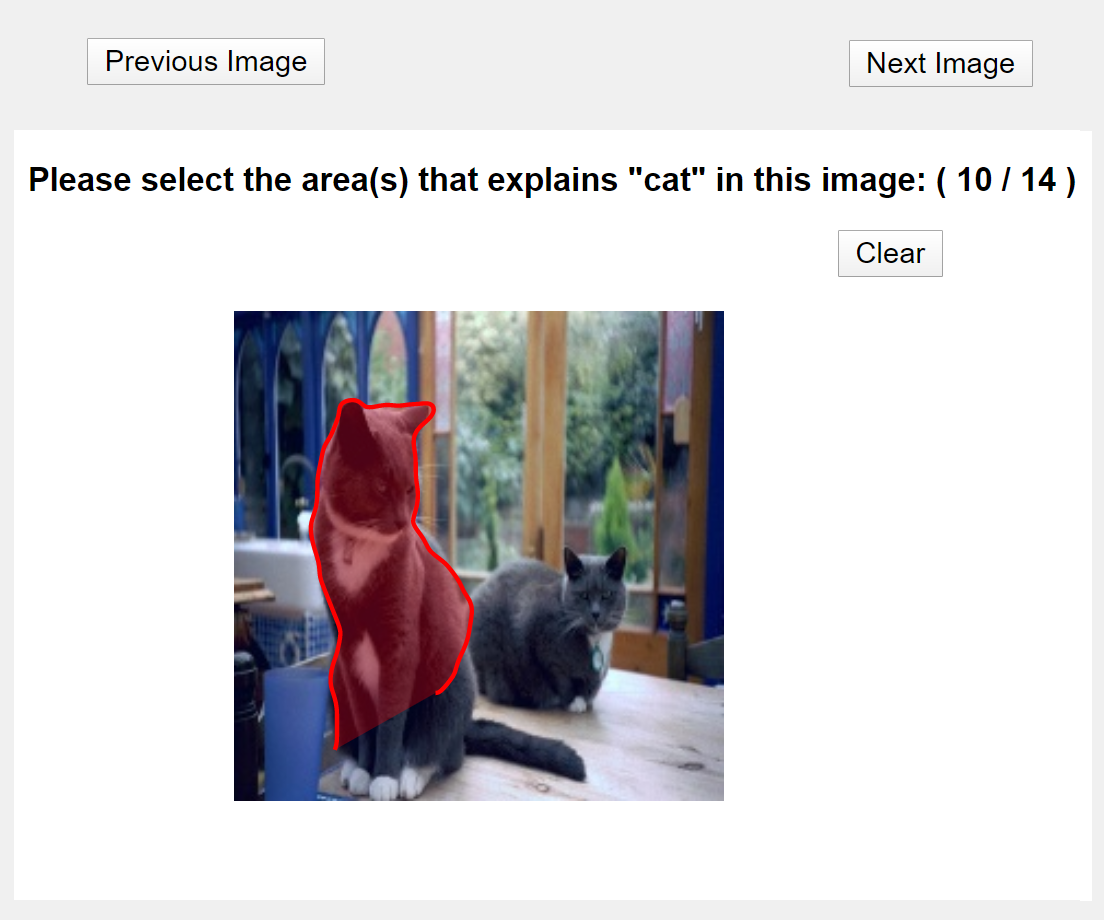 Previous Image
Next Image
Please select the area(s) that explains "cat" in this image: ( 10 / 14 )
Clear